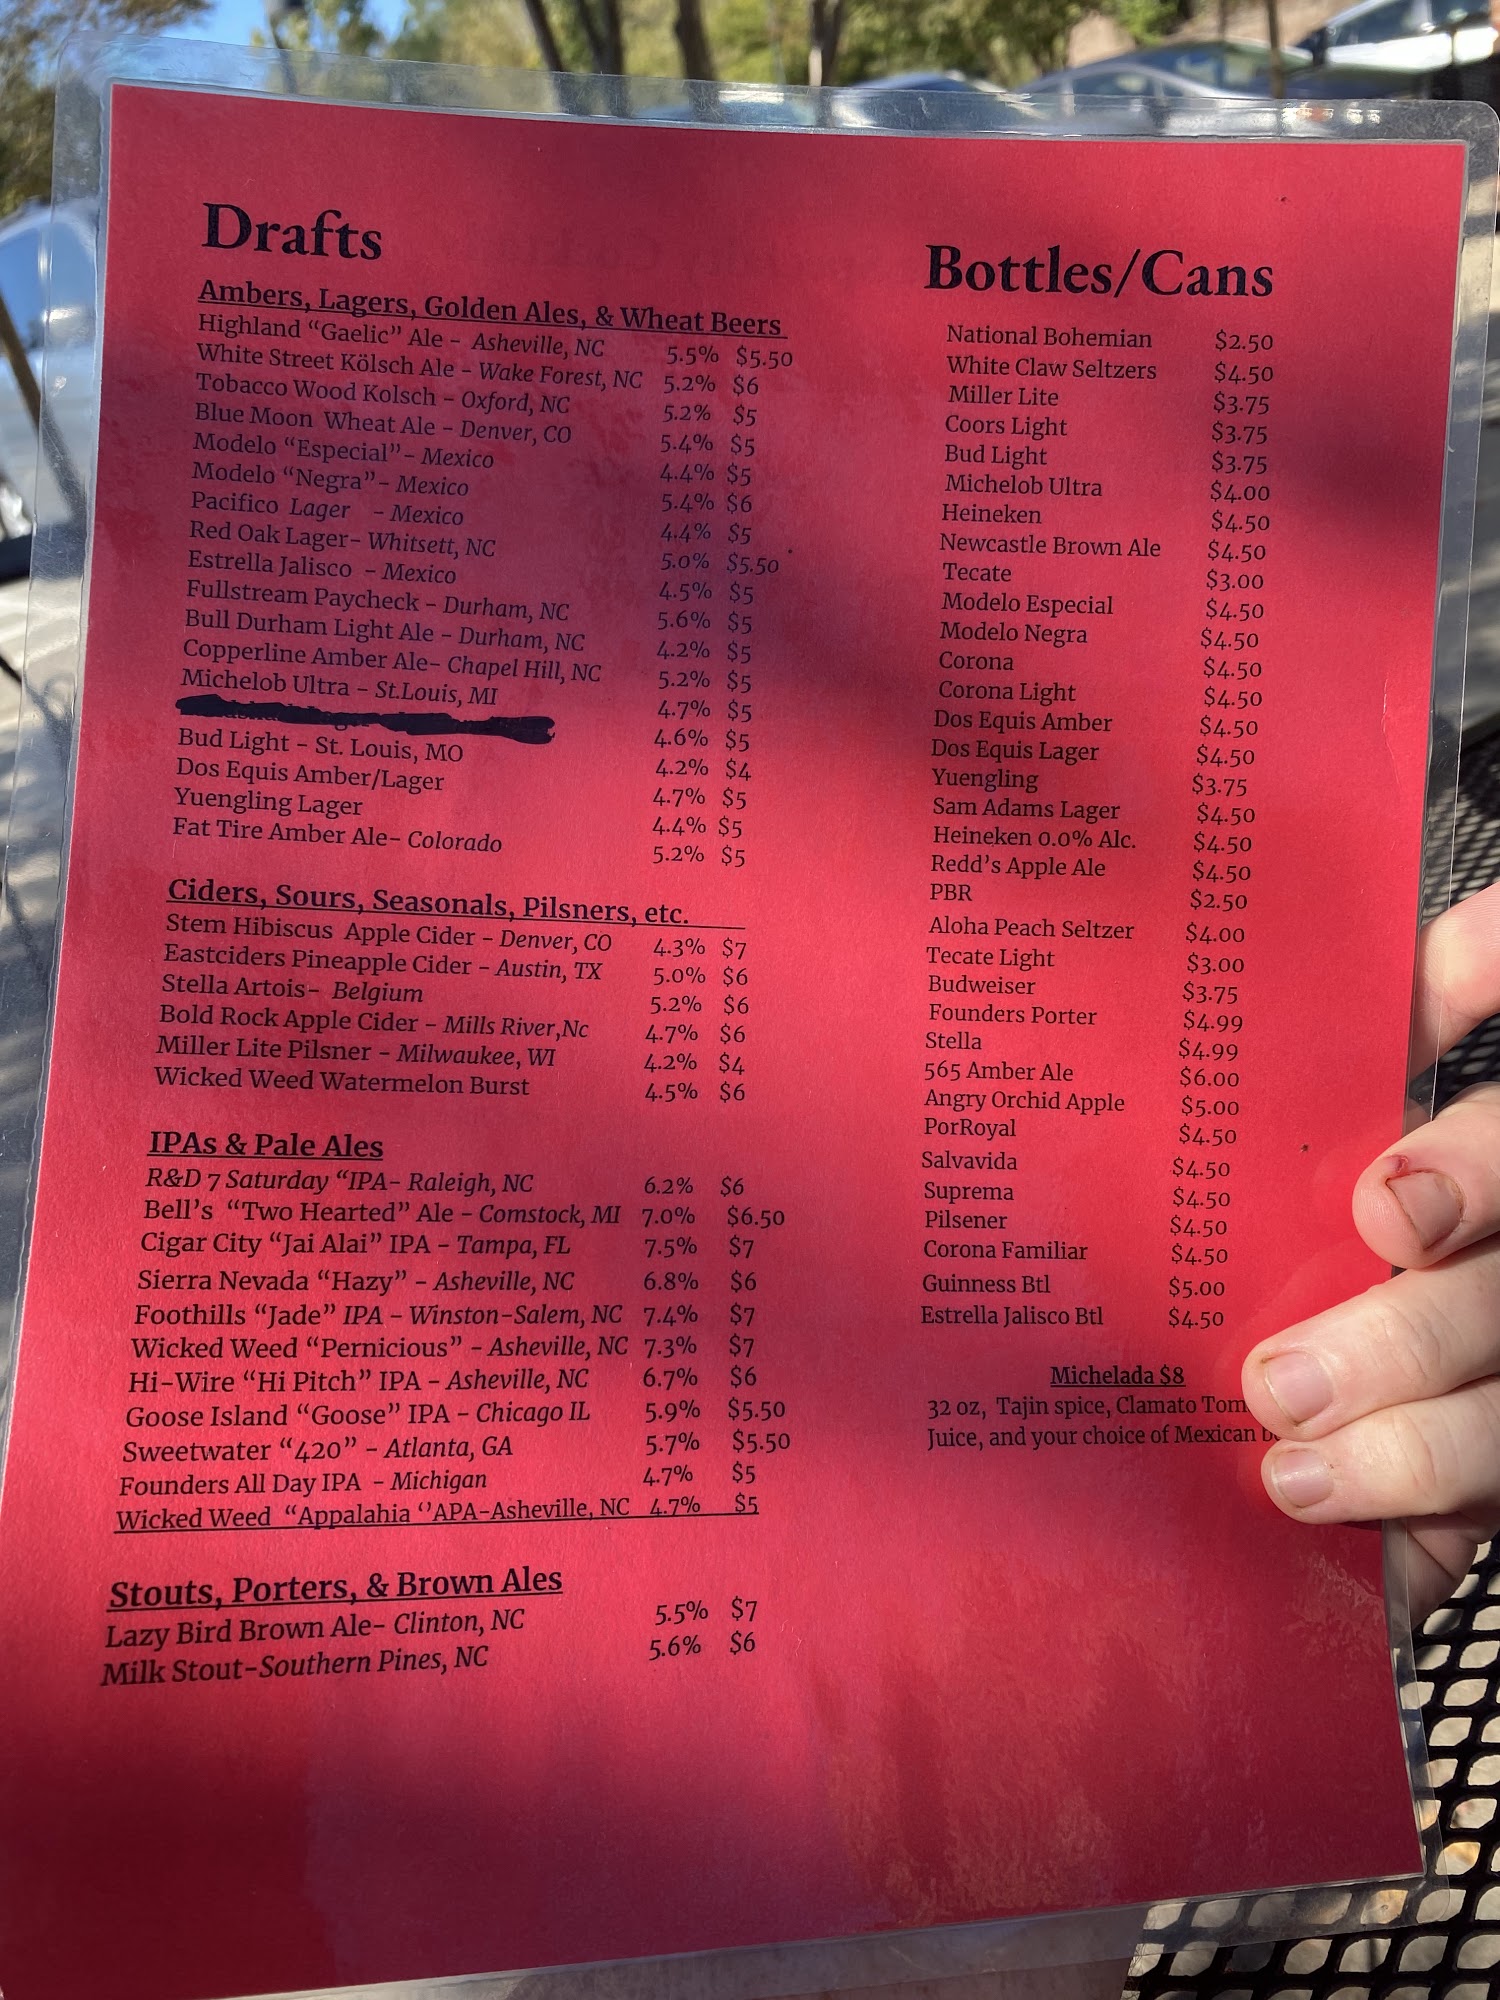 Drafts
Ambers, Lagers, Golden Ales, & Wheat Beers
Highland “Gaelic” Ale - Asheville, NC 5.5% $5.50
White Street Kölsch Ale - Wake Forest, NC 5.2% $6
Tobacco Wood Kolsch - Oxford, NC 5.2% $5
Blue Moon Wheat Ale - Denver, CO 5.4% $5
Modelo “Especial”- Mexico 4.4% $5
Modelo “Negra”- Mexico 5.4% $6
Pacifico Lager - Mexico 4.4% $5
Red Oak Lager- Whitsett, NC 5.0% $5.50
Estrella Jalisco - Mexico 4.5% $5
Fullstream Paycheck - Durham, NC 5.6% $5
Bull Durham Light Ale - Durham, NC 4.2% $5
Copperline Amber Ale- Chapel Hill, NC 5.2% $5
Michelob Ultra - St.Louis, MI 4.7% $5
4.6% $5
Bud Light - St. Louis, MO 4.2% $4
Dos Equis Amber/Lager 4.7% $5
Yuengling Lager 4.4% $5
Fat Tire Amber Ale- Colorado 5.2% $5
Ciders, Sours, Seasonals, Pilsners, etc.
Stem Hibiscus Apple Cider - Denver, CO 4.3% $7
Eastciders Pineapple Cider - Austin, TX 5.0% $6
Stella Artois- Belgium 5.2% $6
Bold Rock Apple Cider - Mills River,Nc 4.7% $6
Miller Lite Pilsner - Milwaukee, WI 4.2% $4
Wicked Weed Watermelon Burst 4.5% $6
IPAs & Pale Ales
R&D 7 Saturday “IPA- Raleigh, NC 6.2% $6
Bell’s “Two Hearted” Ale - Comstock, MI 7.0% $6.50
Cigar City “Jai Alai” IPA - Tampa, FL 7.5% $7
Sierra Nevada “Hazy” - Asheville, NC 6.8% $6
Foothills “Jade” IPA - Winston-Salem, NC 7.4% $7
Wicked Weed “Pernicious” - Asheville, NC 7.3% $7
Hi-Wire “Hi Pitch” IPA - Asheville, NC 6.7% $6
Goose Island “Goose” IPA - Chicago IL 5.9% $5.50
Sweetwater “420” - Atlanta, GA 5.7% $5.50
Founders All Day IPA - Michigan 4.7% $5
Wicked Weed “Appalahia ‘’APA-Asheville, NC 4.7% $5
Stouts, Porters, & Brown Ales
Lazy Bird Brown Ale- Clinton, NC 5.5% $7
Milk Stout-Southern Pines, NC 5.6% $6
Bottles/Cans
National Bohemian $2.50
White Claw Seltzers $4.50
Miller Lite $3.75
Coors Light $3.75
Bud Light $3.75
Michelob Ultra $4.00
Heineken $4.50
Newcastle Brown Ale $4.50
Tecate $3.00
Modelo Especial $4.50
Modelo Negra $4.50
Corona $4.50
Corona Light $4.50
Dos Equis Amber $4.50
Dos Equis Lager $4.50
Yuengling $3.75
Sam Adams Lager $4.50
Heineken 0.0% Alc. $4.50
Redd’s Apple Ale $4.50
PBR $2.50
Aloha Peach Seltzer $4.00
Tecate Light $3.00
Budweiser $3.75
Founders Porter $4.99
Stella $4.99
565 Amber Ale $6.00
Angry Orchid Apple $5.00
PorRoyal $4.50
Salvavida $4.50
Suprema $4.50
Pilsener $4.50
Corona Familiar $4.50
Guinness Btl $5.00
Estrella Jalisco Btl $4.50
Michelada $8
32 oz, Tajin spice, Clamato Tom
Juice, and your choice of Mexican